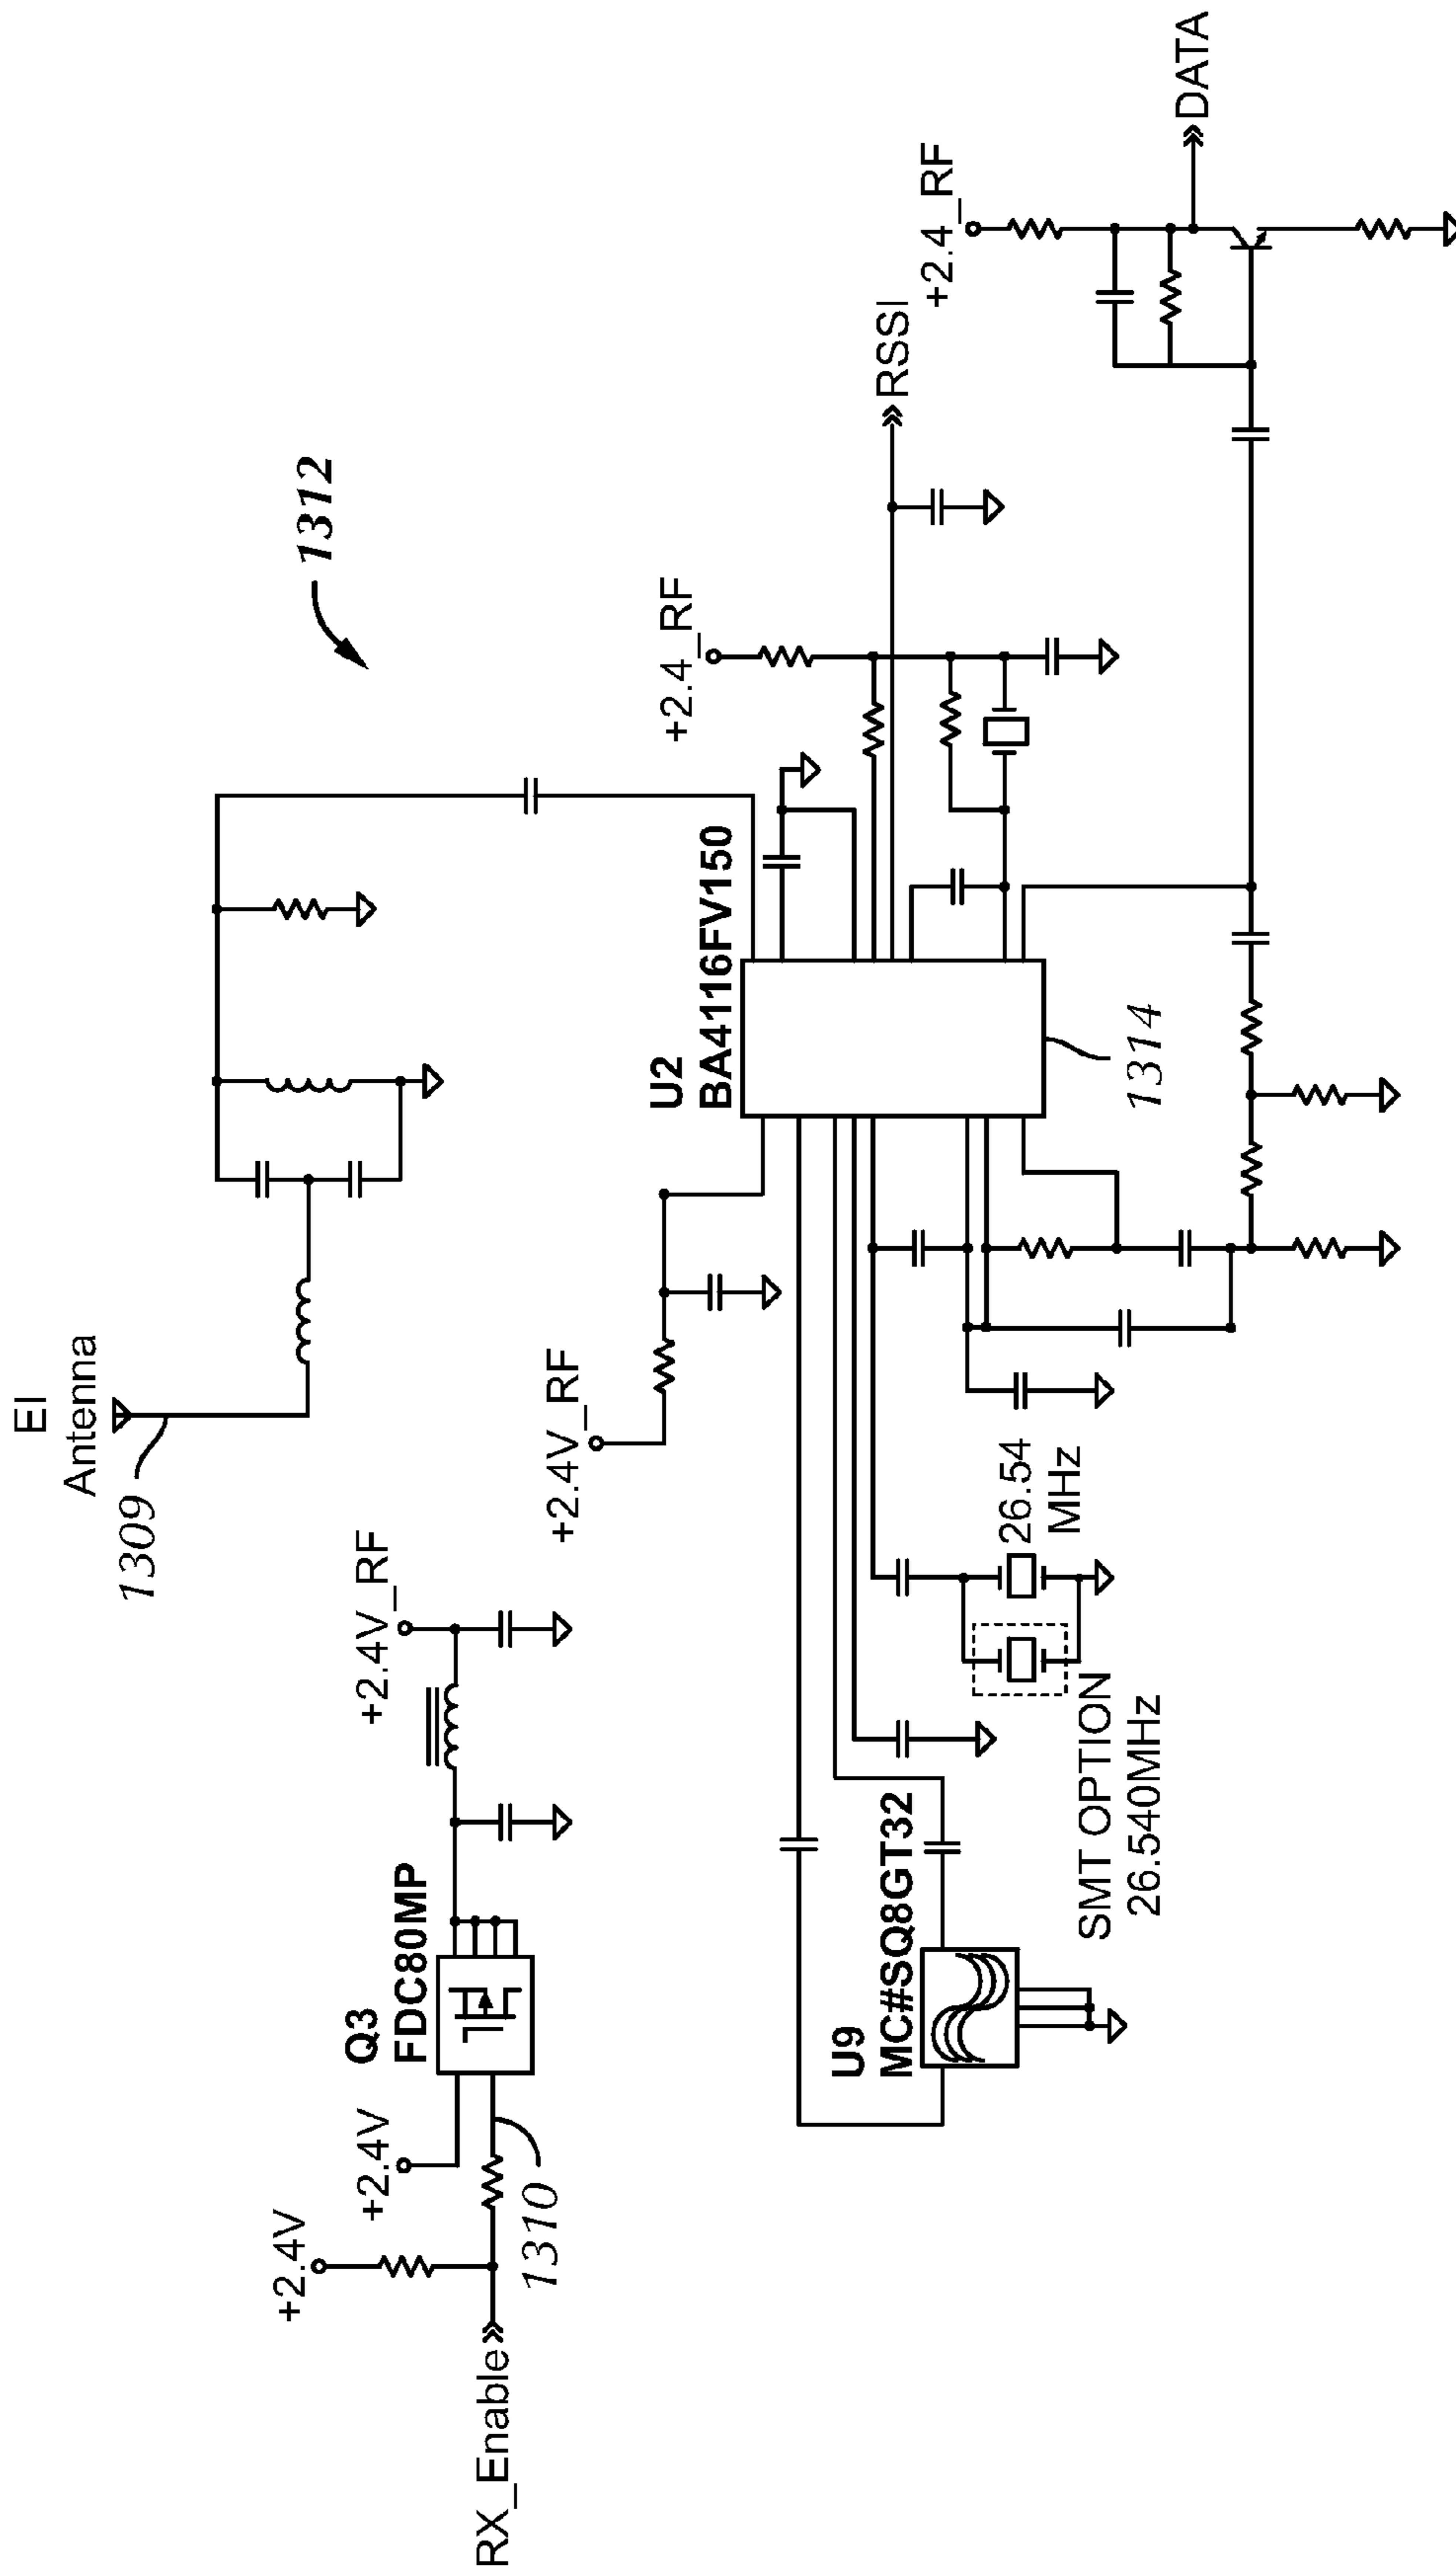 EI
Antenna
1309
1312
+2.4V_RF
+2.4V
+2.4V
Q3
FDC80MP
RX_Enable
1310
+2.4V_RF
U2
BA4116FV150
+2.4_RF
RSSI
+2.4_RF
DATA
1314
U9
MC#SQ8GT32
26.54
MHz
SMT OPTION
26.540MHz